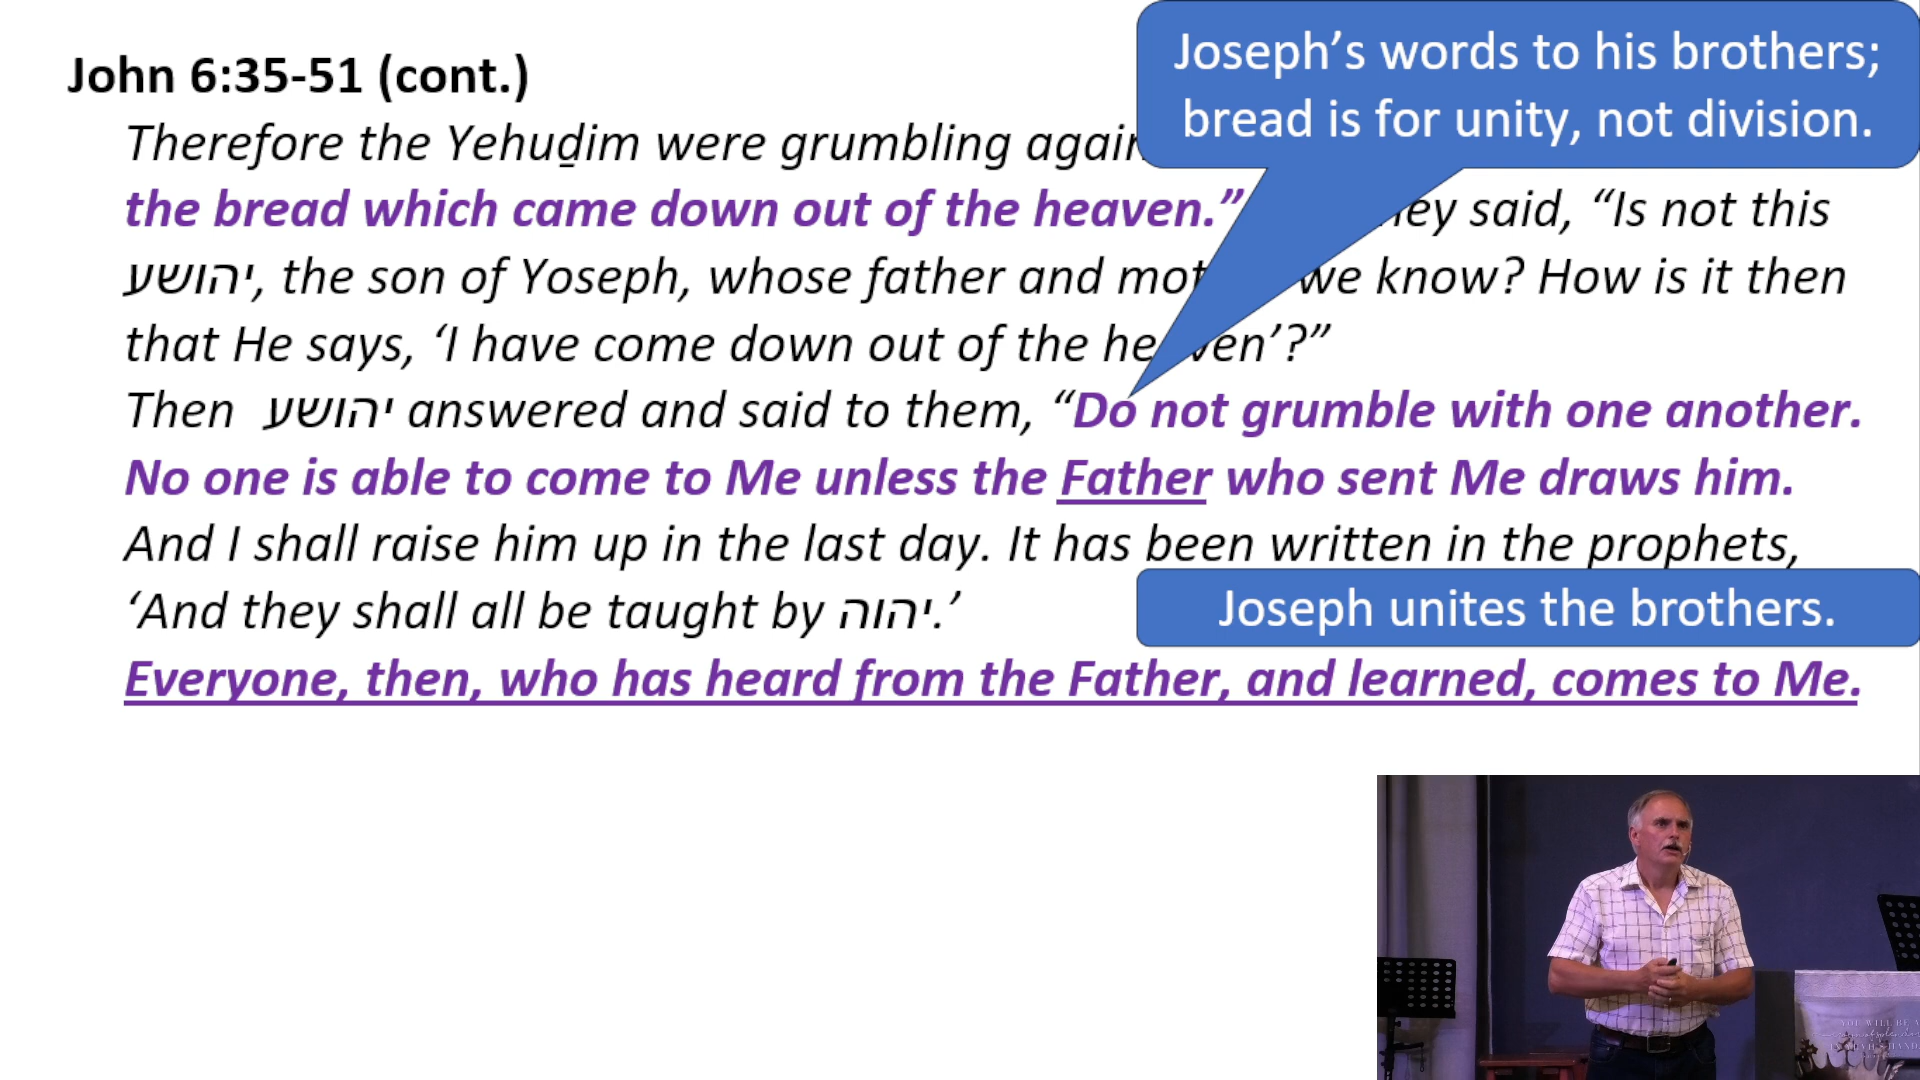 Joseph’s words to his brothers;
bread is for unity, not division.
John 6:35-51 (cont.)
Therefore the Yehuḏim were grumbling
the bread which came down out of the heaven.” said, “Is not this
יהושע, the son of Yoseph, whose father and we know? How is it then
that He says, ‘I have come down out of the heaven’?”
Then יהושע answered and said to them, “Do not grumble with one another.
No one is able to come to Me unless the Father who sent Me draws him.
And I shall raise him up in the last day. It has been written in the prophets,
‘And they shall all be taught by יהוה.’
Joseph unites the brothers.
Everyone, then, who has heard from the Father, and learned, comes to Me.
YOU WILL BE A